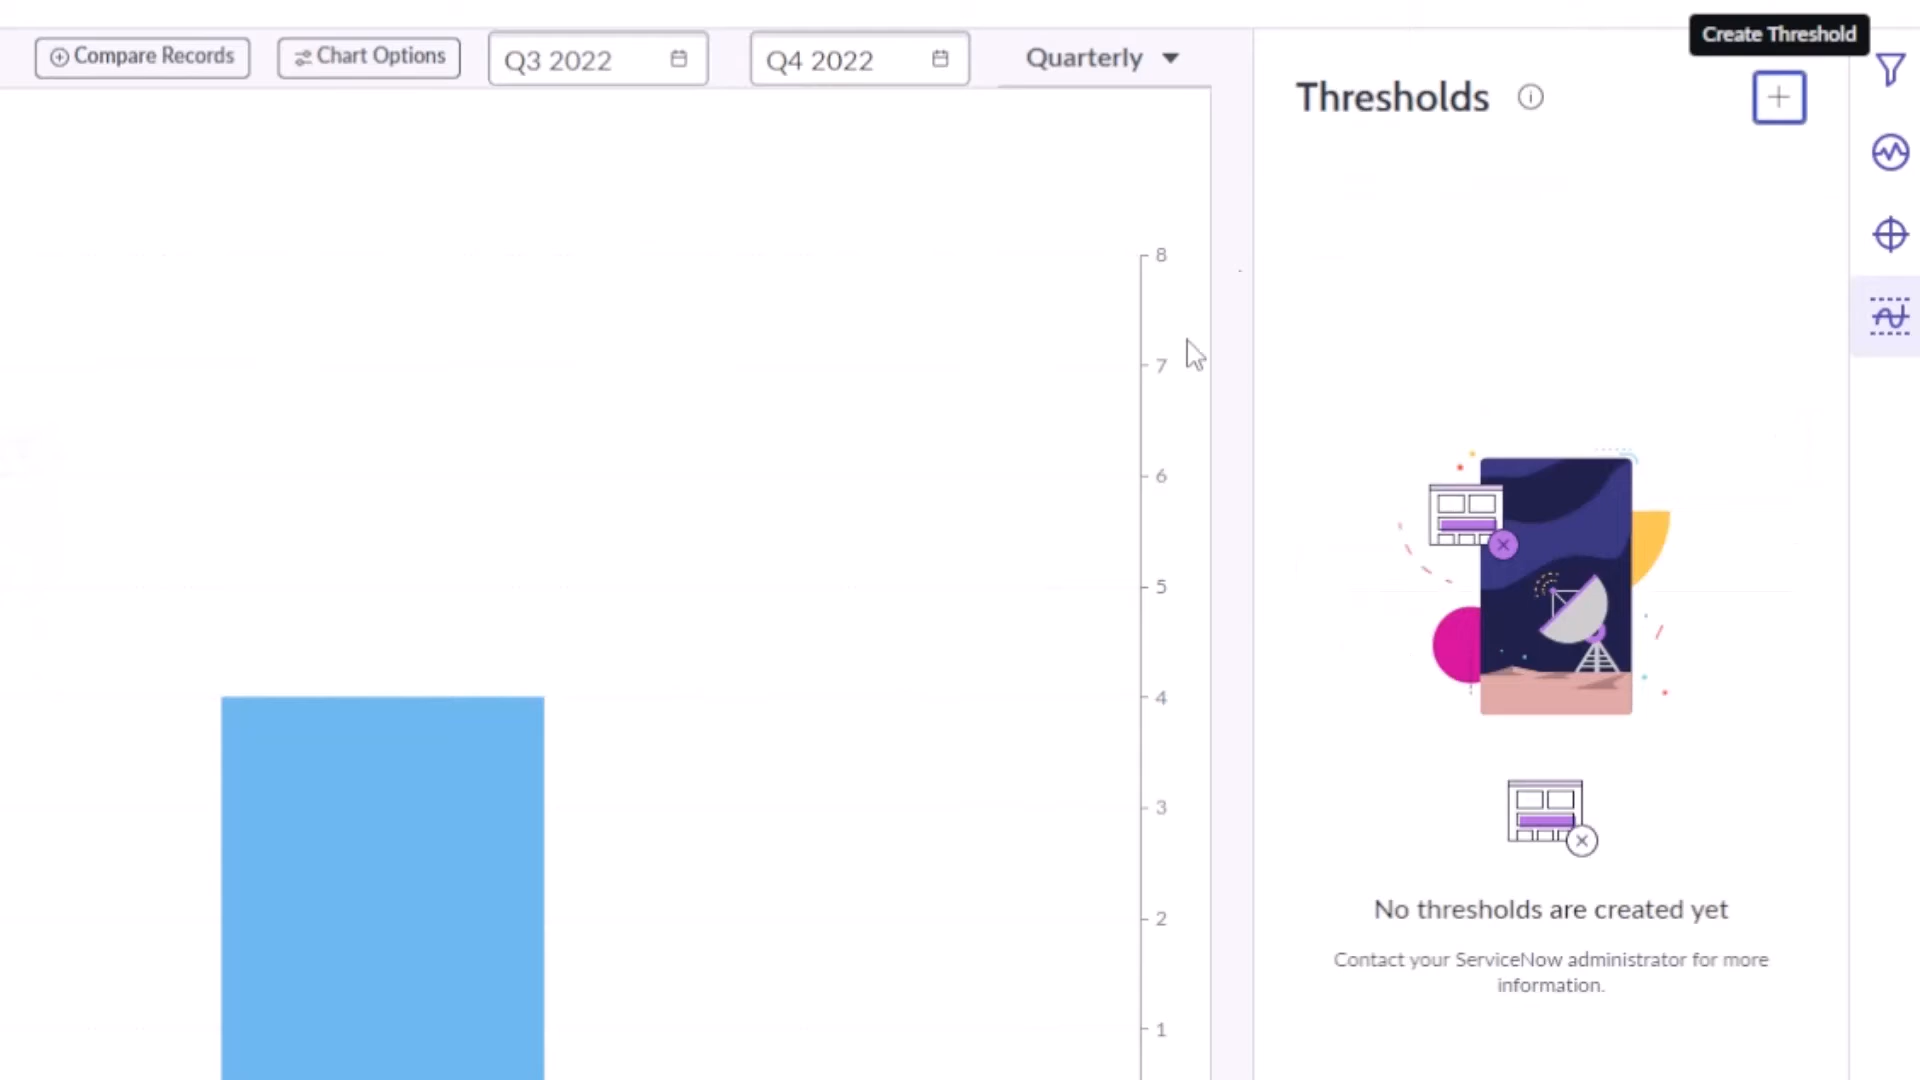 Create Threshold
Compare Records
Chart Options
Q3 2022
Q4 2022
Quarterly
Thresholds
8
7
6
5
4
3
2
1
No thresholds are created yet
Contact your ServiceNow administrator for more
information.